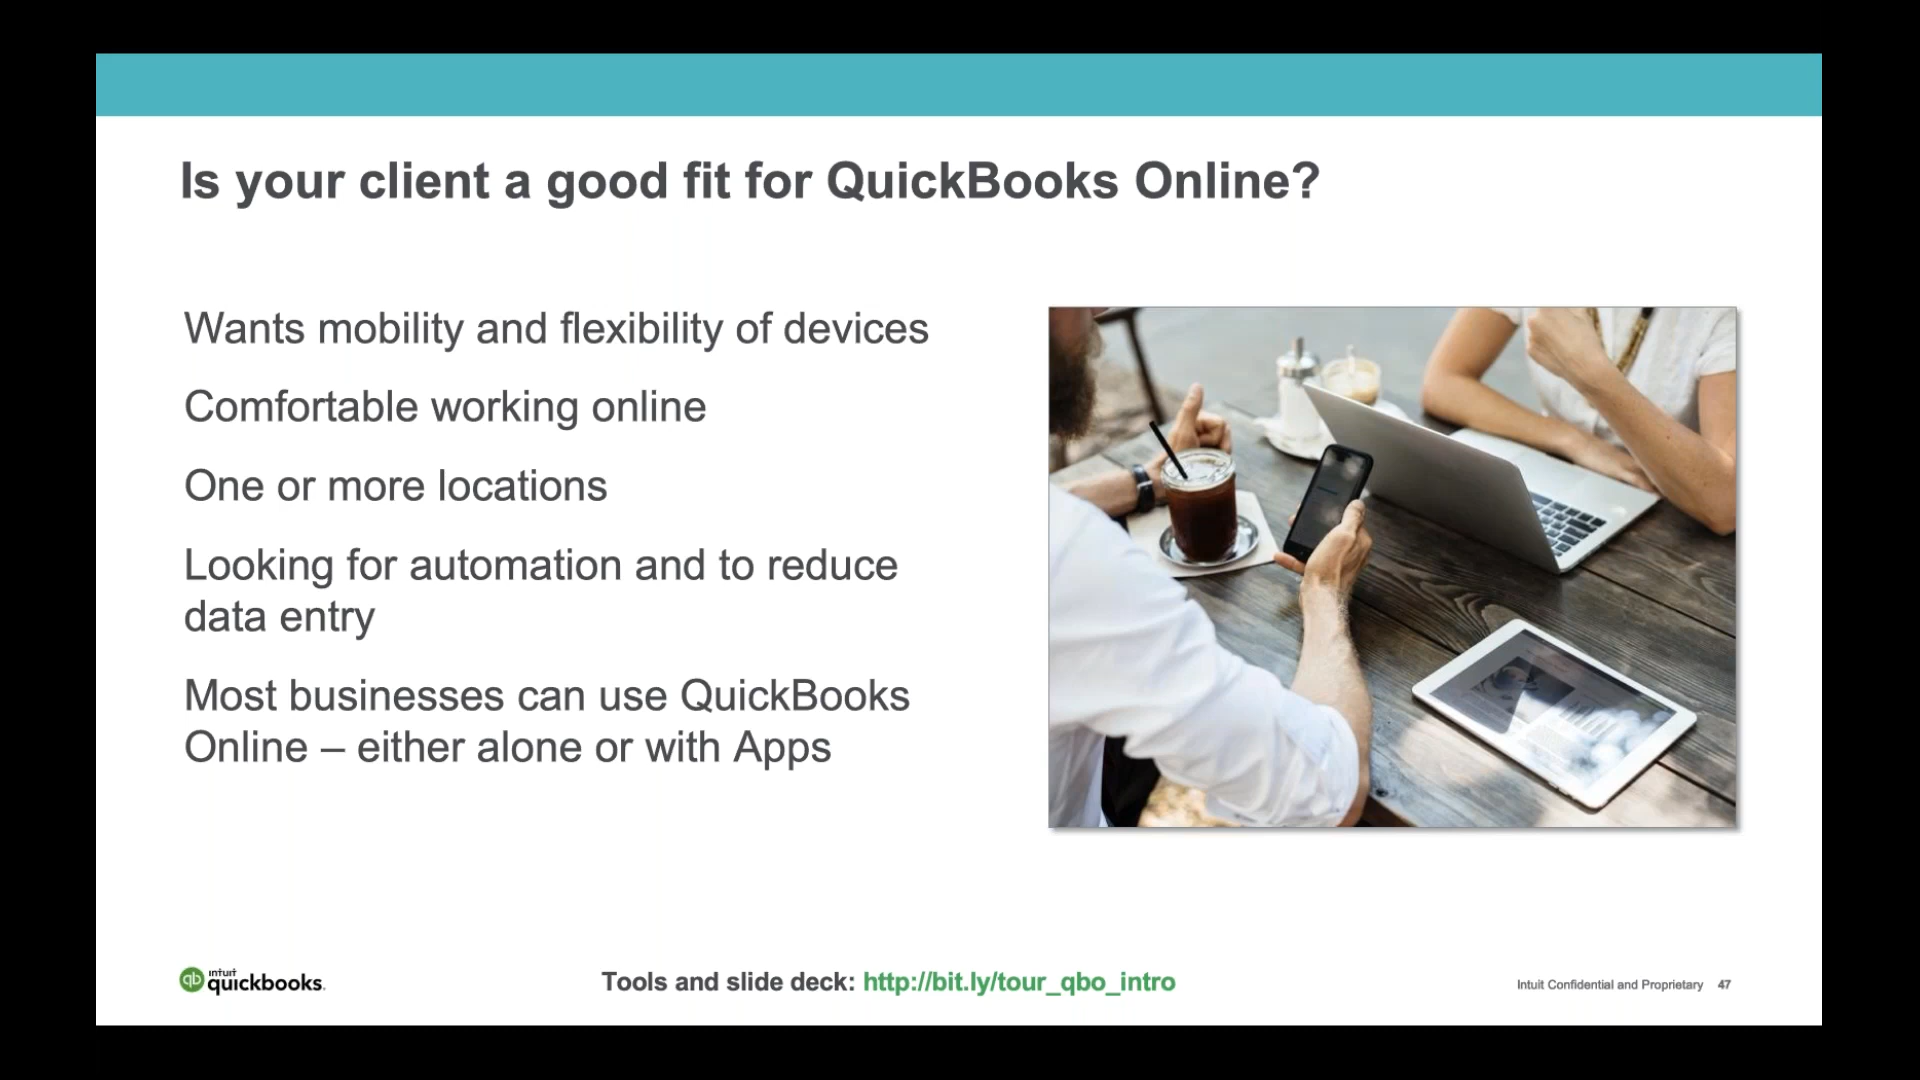 Is your client a good fit for QuickBooks Online?
Wants mobility and flexibility of devices
Comfortable working online
One or more locations
Looking for automation and to reduce
data entry
Most businesses can use QuickBooks
Online – either alone or with Apps
qb intuit quickbooks.
Tools and slide deck: http://bit.ly/tour_qbo_intro
Intuit Confidential and Proprietary 47